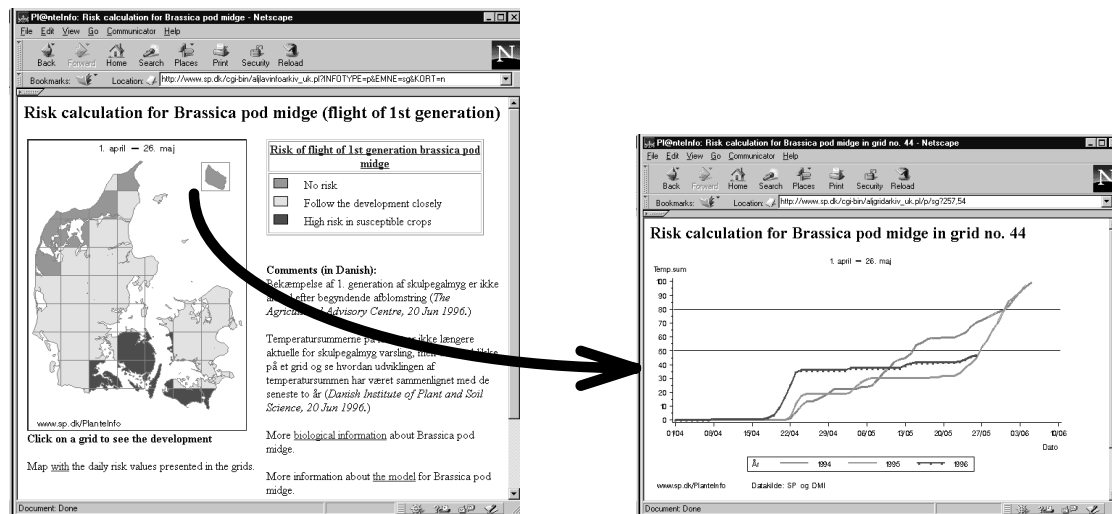 Pl@nteInfo: Risk calculation for Brassica pod midge - Netscape
File Edit View Go Communicator Help
Back Forward Home Search Places Print Security Reload
N
Bookmarks: Location: http://www.sp.dk/cgi-bin/aljlavinfoarkiv_uk.pl?INFOTYPE=p&EMNE=sg&KORT=n
Risk calculation for Brassica pod midge (flight of 1st generation)
1. april - 26. maj
www.sp.dk/PlanteInfo
Click on a grid to see the development
Map with the daily risk values presented in the grids.
Risk of flight of 1st generation brassica pod
midge
No risk
Follow the development closely
High risk in susceptible crops
Comments (in Danish):
Bekæmpelse af 1. generation af skulpegalmyg er ikke
efter begyndende afblomstring (The
Advisory Centre, 20 Jun 1996.)
Temperatursummerne på ikke længere
aktuelle for skulpegalmyg varsling, men
på et grid og se hvordan udviklingen af
temperatursummen har været sammenlignet med de
seneste to år (Danish Institute of Plant and Soil
Science, 20 Jun 1996.)
More biological information about Brassica pod
midge.
More information about the model for Brassica pod
midge.
Document: Done
Pl@nteInfo: Risk calculation for Brassica pod midge in grid no. 44 - Netscape
File Edit View Go Communicator Help
Back Forward Home Search Places Print Security Reload
N
Bookmarks: Location: http://www.sp.dk/cgi-bin/aljgridarkiv_uk.pl/p/sg?257,54
Risk calculation for Brassica pod midge in grid no. 44
1. april - 26. maj
Temp.sum
100
90
80
70
60
50
40
30
20
10
0
01/04 08/04 15/04 22/04 29/04 06/05 13/05 20/05 27/05 03/06 10/06
Dato
År 1994 1995 1996
www.sp.dk/PlanteInfo Datakilde: SP og DMI
Document: Done